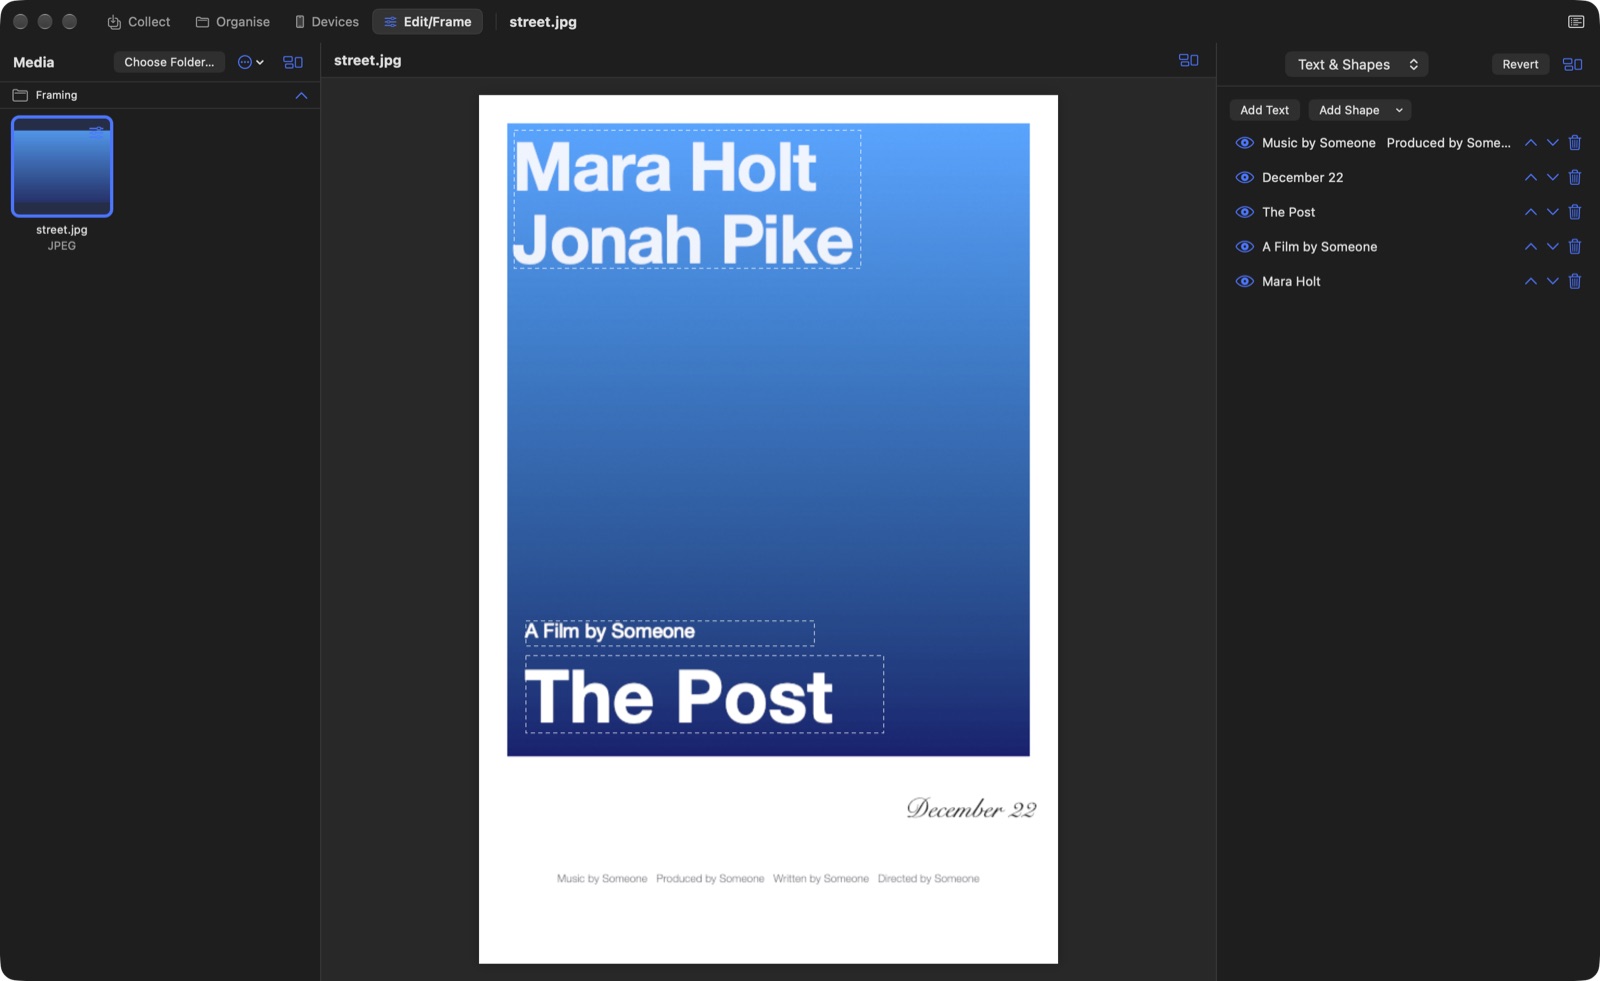 Collect
Organise
Devices
Edit/Frame
street.jpg
Media
Choose Folder...
street.jpg
Text & Shapes
Revert
Framing
street.jpg
JPEG
Mara Holt
Jonah Pike
A Film by Someone
The Post
December 22
Music by Someone Produced by Someone Written by Someone Directed by Someone
Add Text
Add Shape
Music by Someone Produced by Some...
December 22
The Post
A Film by Someone
Mara Holt